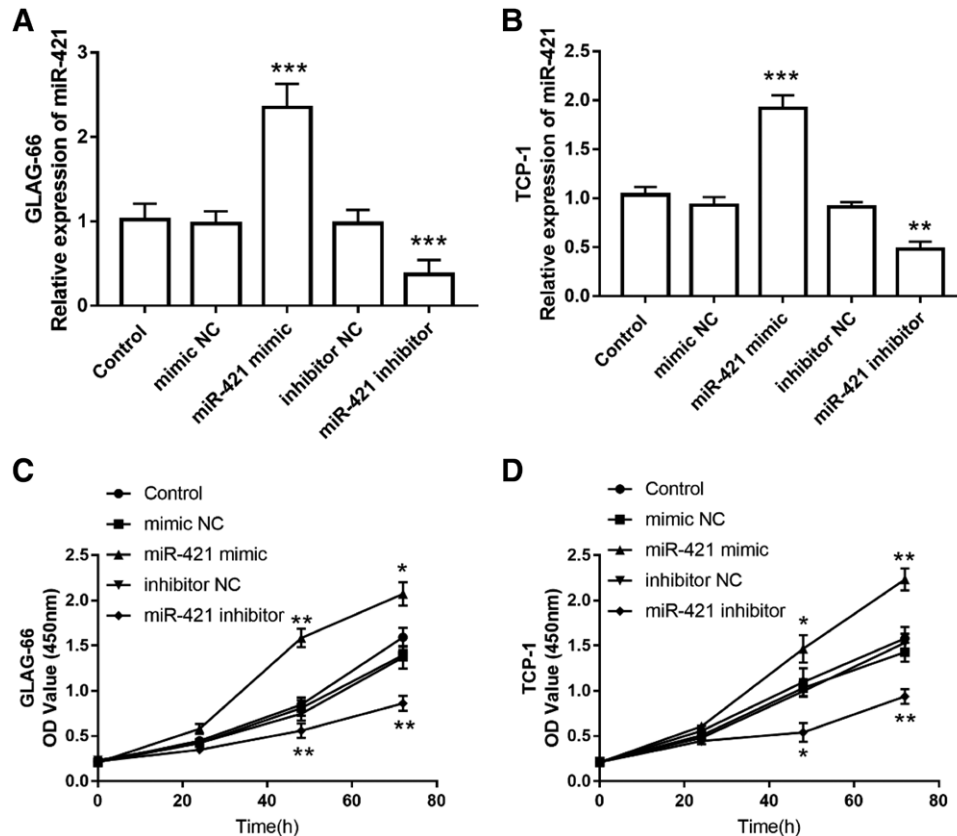 A
GLAG-66
Relative expression of miR-421
3
2
1
0
***
***
Control
mimic NC
miR-421 mimic
inhibitor NC
miR-421 inhibitor
B
TCP-1
Relative expression of miR-421
2.5
2.0
1.5
1.0
0.5
0.0
***
**
Control
mimic NC
miR-421 mimic
inhibitor NC
miR-421 inhibitor
C
Control
mimic NC
miR-421 mimic
inhibitor NC
miR-421 inhibitor
GLAG-66
OD Value (450nm)
2.5
2.0
1.5
1.0
0.5
0.0
**
*
**
**
0 20 40 60 80
Time(h)
D
Control
mimic NC
miR-421 mimic
inhibitor NC
miR-421 inhibitor
TCP-1
OD Value (450nm)
2.5
2.0
1.5
1.0
0.5
0.0
*
**
*
**
0 20 40 60 80
Time(h)